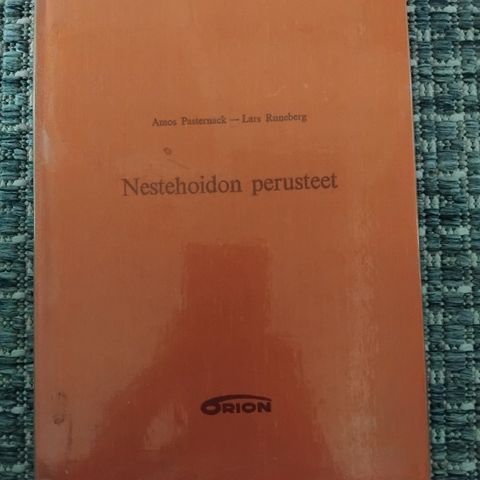 Amos Pasternack — Lars Runeberg
Nestehoidon perusteet
ORION